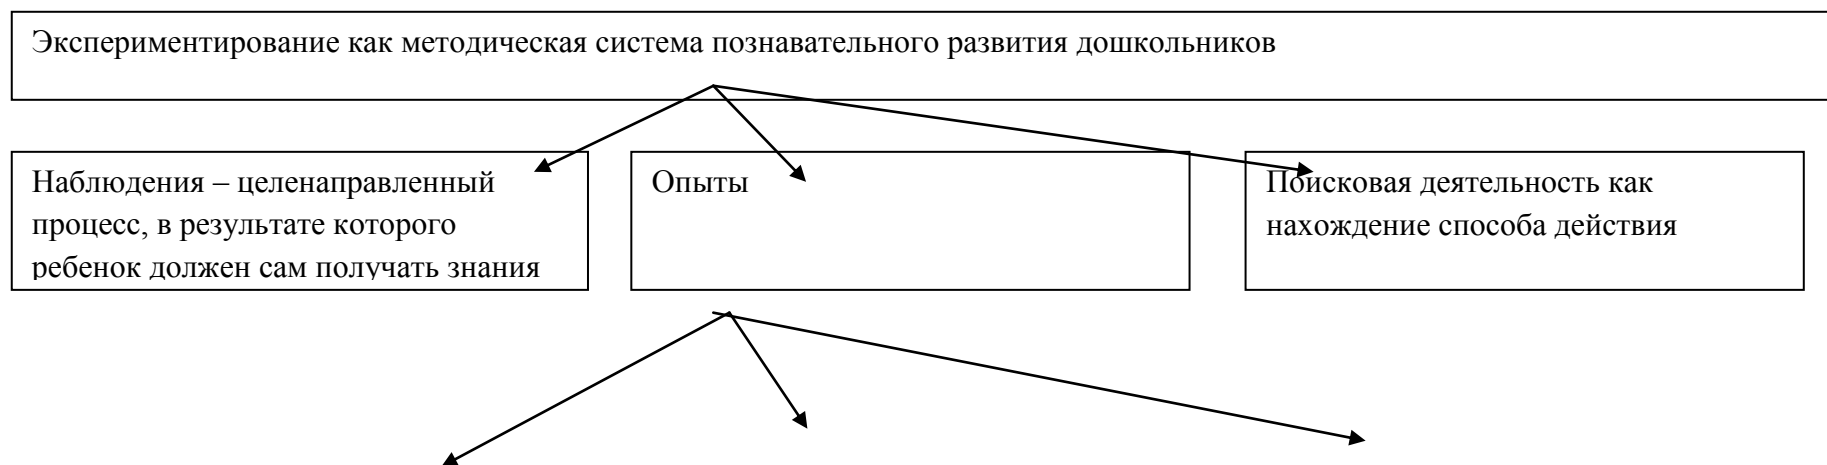 Экспериментирование как методическая система познавательного развития дошкольников
Наблюдения – целенаправленный
процесс, в результате которого
ребенок должен сам получать знания
Опыты
Поисковая деятельность как
нахождение способа действия